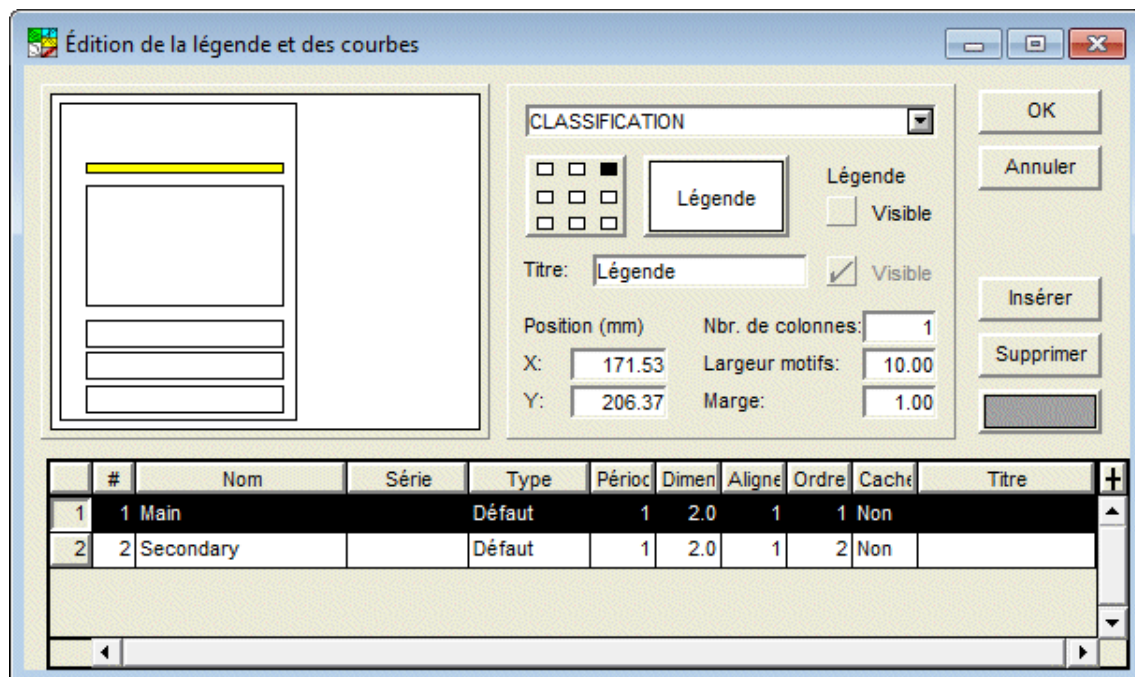 Édition de la légende et des courbes
CLASSIFICATION
OK
Annuler
Légende
Légende
Visible
Titre: Légende
Visible
Insérer
Position (mm)
Nbr. de colonnes: 1
Supprimer
X: 171.53
Largeur motifs: 10.00
Y: 206.37
Marge: 1.00
# Nom Série Type Périod Dimen Aligne Ordre Cache Titre +
1 1 Main Défaut 1 2.0 1 1 Non
2 2 Secondary Défaut 1 2.0 1 2 Non